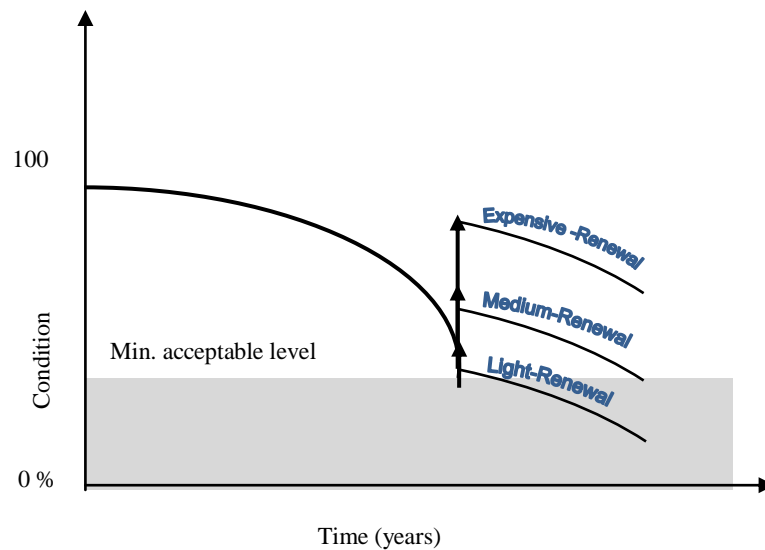 100
Expensive -Renewal
Medium-Renewal
Min. acceptable level
Light-Renewal
Condition
0 %
Time (years)